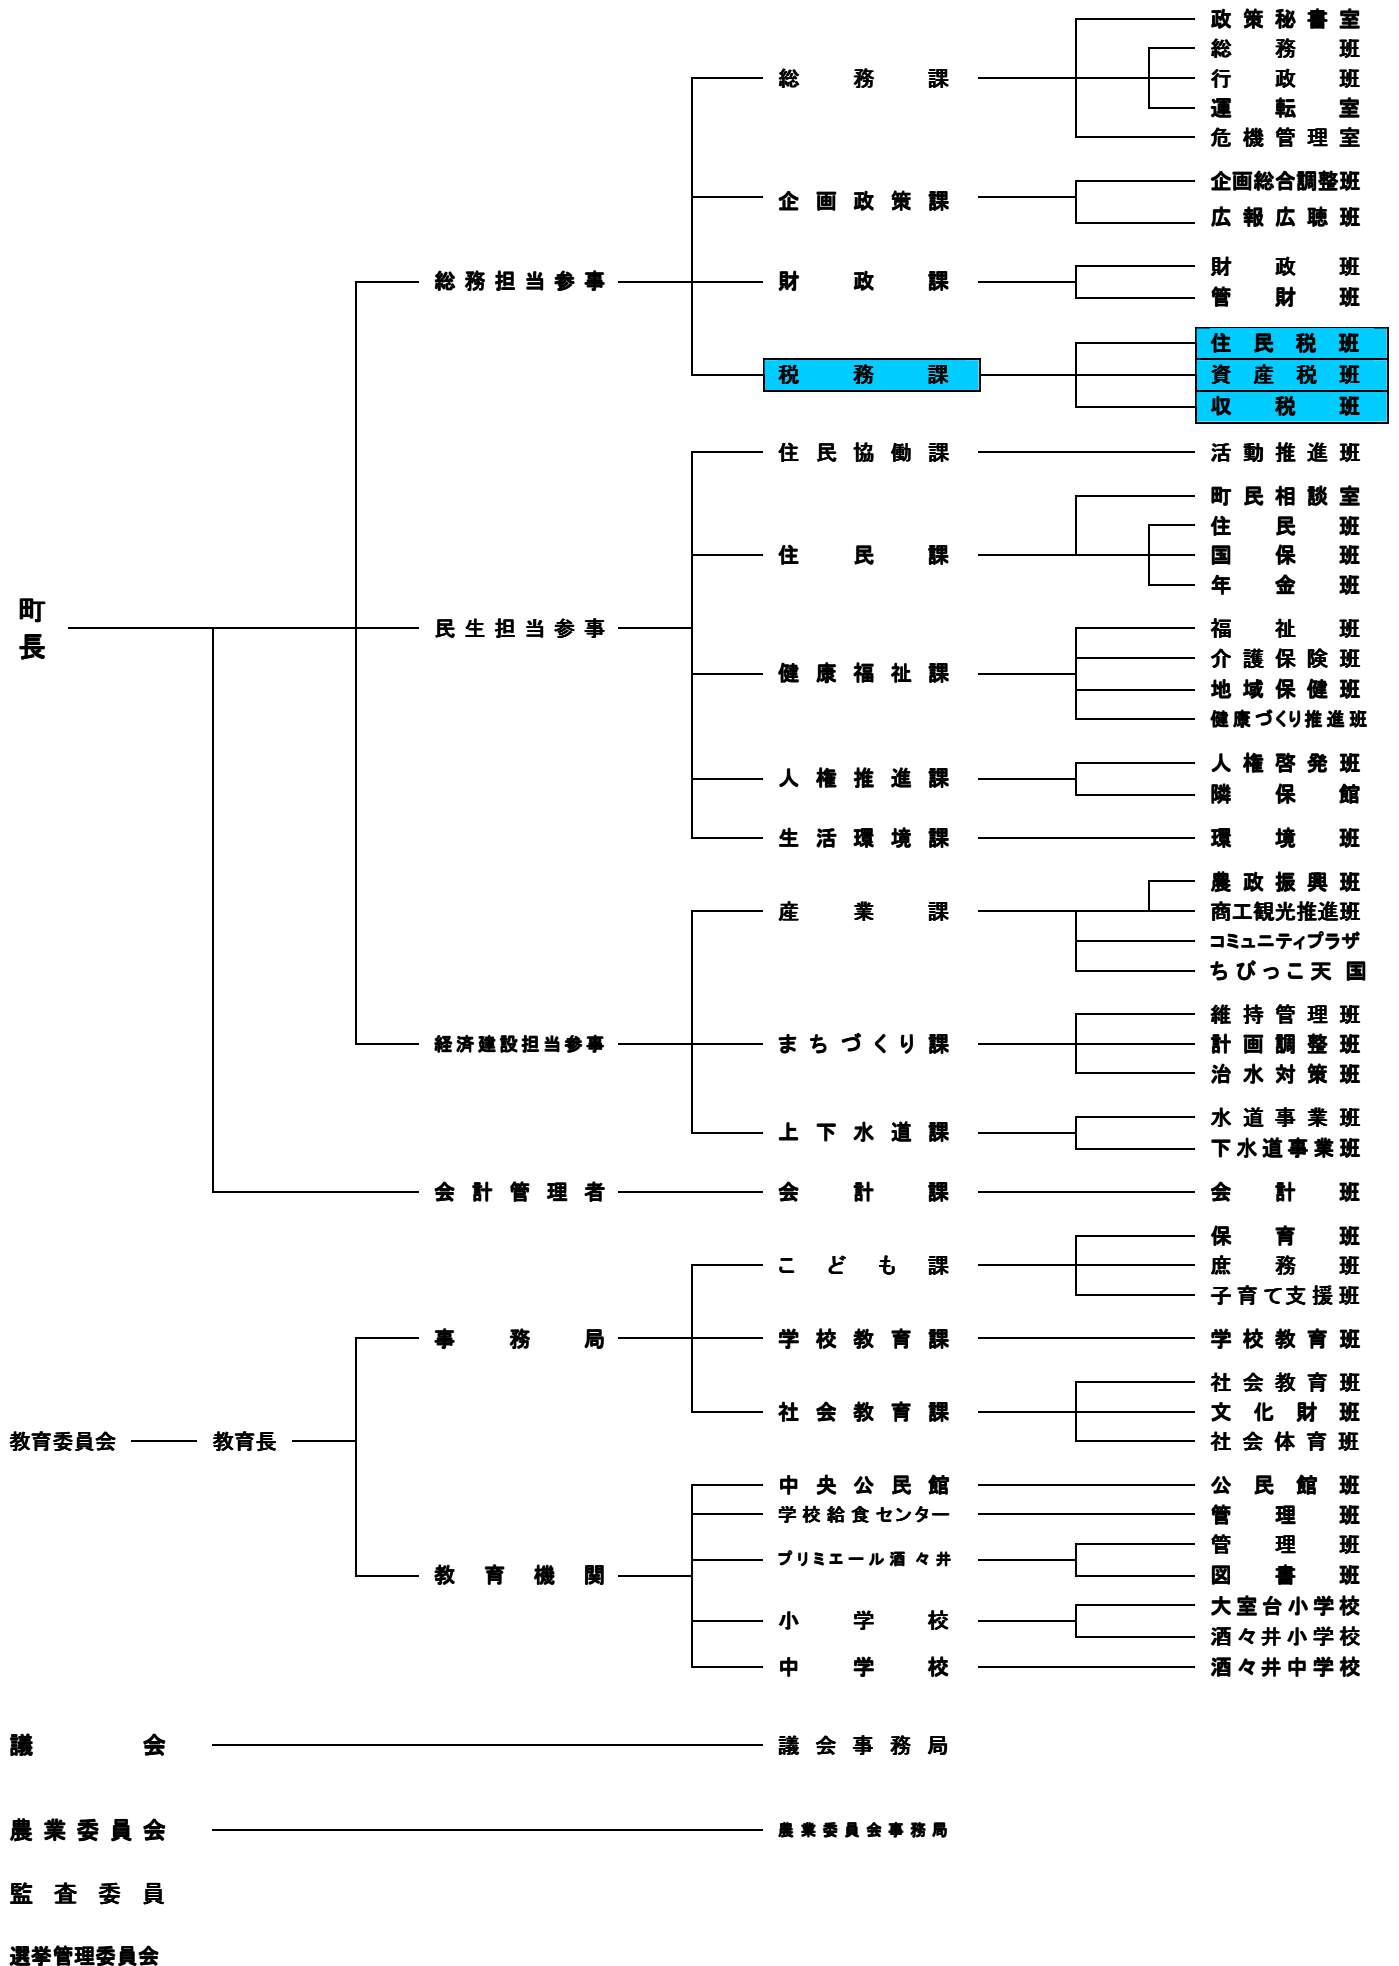 町長
総務担当参事
総務課
政策秘書室
総務班
行政班
運転室
危機管理室
企画政策課
企画総合調整班
広報広聴班
財政課
財政班
管財班
税務課
住民税班
資産税班
収税班
民生担当参事
住民協働課
活動推進班
住民課
町民相談室
住民班
国保班
年金班
健康福祉課
福祉班
介護保険班
地域保健班
健康づくり推進班
人権推進課
人権啓発班
隣保館
生活環境課
環境班
経済建設担当参事
産業課
農政振興班
商工観光推進班
コミュニティプラザ
ちびっこ天国
まちづくり課
維持管理班
計画調整班
治水対策班
上下水道課
水道事業班
下水道事業班
会計管理者
会計課
会計班
教育委員会
教育長
事務局
こども課
保育班
庶務班
子育て支援班
学校教育課
学校教育班
社会教育課
社会教育班
文化財班
社会体育班
教育機関
中央公民館
公民館班
学校給食センター
管理班
プリミエール酒々井
管理班
図書班
小学校
大室台小学校
酒々井小学校
中学校
酒々井中学校
議会
議会事務局
農業委員会
農業委員会事務局
監査委員
選挙管理委員会